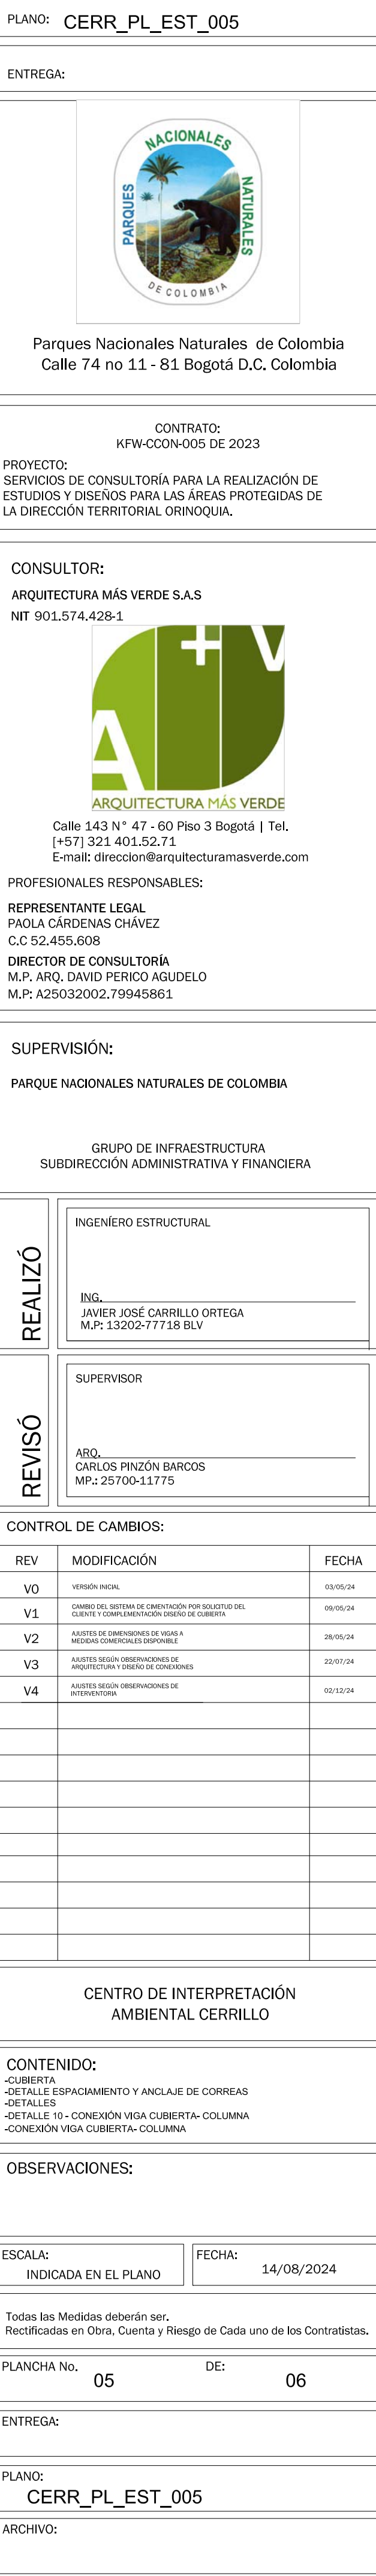 PLANO: CERR_PL_EST_005
ENTREGA:
PARQUES NACIONALES NATURALES
DE COLOMBIA
Parques Nacionales Naturales de Colombia
Calle 74 no 11 - 81 Bogotá D.C. Colombia
CONTRATO:
KFW-CCON-005 DE 2023
PROYECTO:
SERVICIOS DE CONSULTORÍA PARA LA REALIZACIÓN DE
ESTUDIOS Y DISEÑOS PARA LAS ÁREAS PROTEGIDAS DE
LA DIRECCIÓN TERRITORIAL ORINOQUIA.
CONSULTOR:
ARQUITECTURA MÁS VERDE S.A.S
NIT 901.574.428-1
A+V
ARQUITECTURA MÁS VERDE
Calle 143 N° 47 - 60 Piso 3 Bogotá | Tel.
[+57] 321 401.52.71
E-mail: direccion@arquitecturamasverde.com
PROFESIONALES RESPONSABLES:
REPRESENTANTE LEGAL
PAOLA CÁRDENAS CHÁVEZ
C.C 52.455.608
DIRECTOR DE CONSULTORÍA
M.P. ARQ. DAVID PERICO AGUDELO
M.P: A25032002.79945861
SUPERVISIÓN:
PARQUE NACIONALES NATURALES DE COLOMBIA
GRUPO DE INFRAESTRUCTURA
SUBDIRECCIÓN ADMINISTRATIVA Y FINANCIERA
REALIZÓ
INGENÍERO ESTRUCTURAL
ING.
JAVIER JOSÉ CARRILLO ORTEGA
M.P: 13202-77718 BLV
REVISÓ
SUPERVISOR
ARQ.
CARLOS PINZÓN BARCOS
MP.: 25700-11775
CONTROL DE CAMBIOS:
REV MODIFICACIÓN FECHA
V0 VERSIÓN INICIAL 03/05/24
V1 CAMBIO DEL SISTEMA DE CIMENTACIÓN POR SOLICITUD DEL
CLIENTE Y COMPLEMENTACIÓN DISEÑO DE CUBIERTA 09/05/24
V2 AJUSTES DE DIMENSIONES DE VIGAS A
MEDIDAS COMERCIALES DISPONIBLE 28/05/24
V3 AJUSTES SEGÚN OBSERVACIONES DE
ARQUITECTURA Y DISEÑO DE CONEXIONES 22/07/24
V4 AJUSTES SEGÚN OBSERVACIONES DE
INTERVENTORIA 02/12/24
CENTRO DE INTERPRETACIÓN
AMBIENTAL CERRILLO
CONTENIDO:
-CUBIERTA
-DETALLE ESPACIAMIENTO Y ANCLAJE DE CORREAS
-DETALLES
-DETALLE 10 - CONEXIÓN VIGA CUBIERTA- COLUMNA
-CONEXIÓN VIGA CUBIERTA- COLUMNA
OBSERVACIONES:
ESCALA:
INDICADA EN EL PLANO
FECHA:
14/08/2024
Todas las Medidas deberán ser.
Rectificadas en Obra, Cuenta y Riesgo de Cada uno de los Contratistas.
PLANCHA No. 05 DE: 06
ENTREGA:
PLANO:
CERR_PL_EST_005
ARCHIVO: